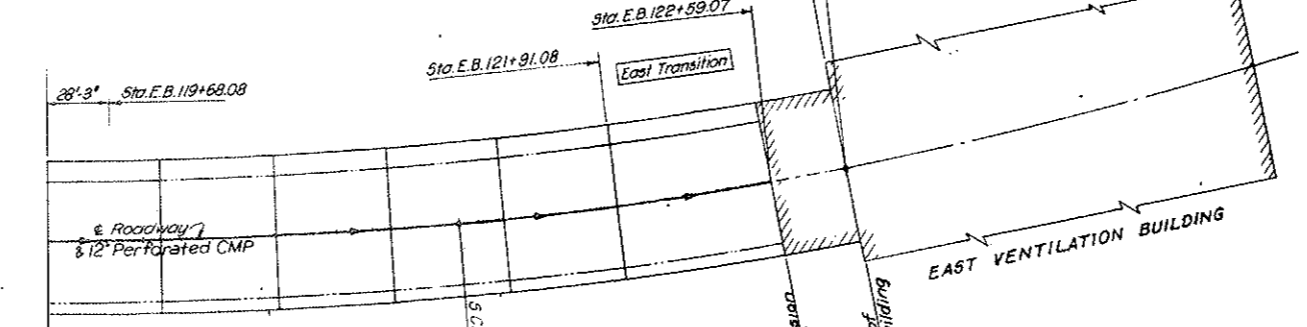 Sta. E.B. 122+59.07
Sta. E.B. 121+91.08
East Transition
28'-3"
Sta. E.B. 119+68.08
℄ Roadway
& 12" Perforated CMP
EAST VENTILATION BUILDING
S.C.